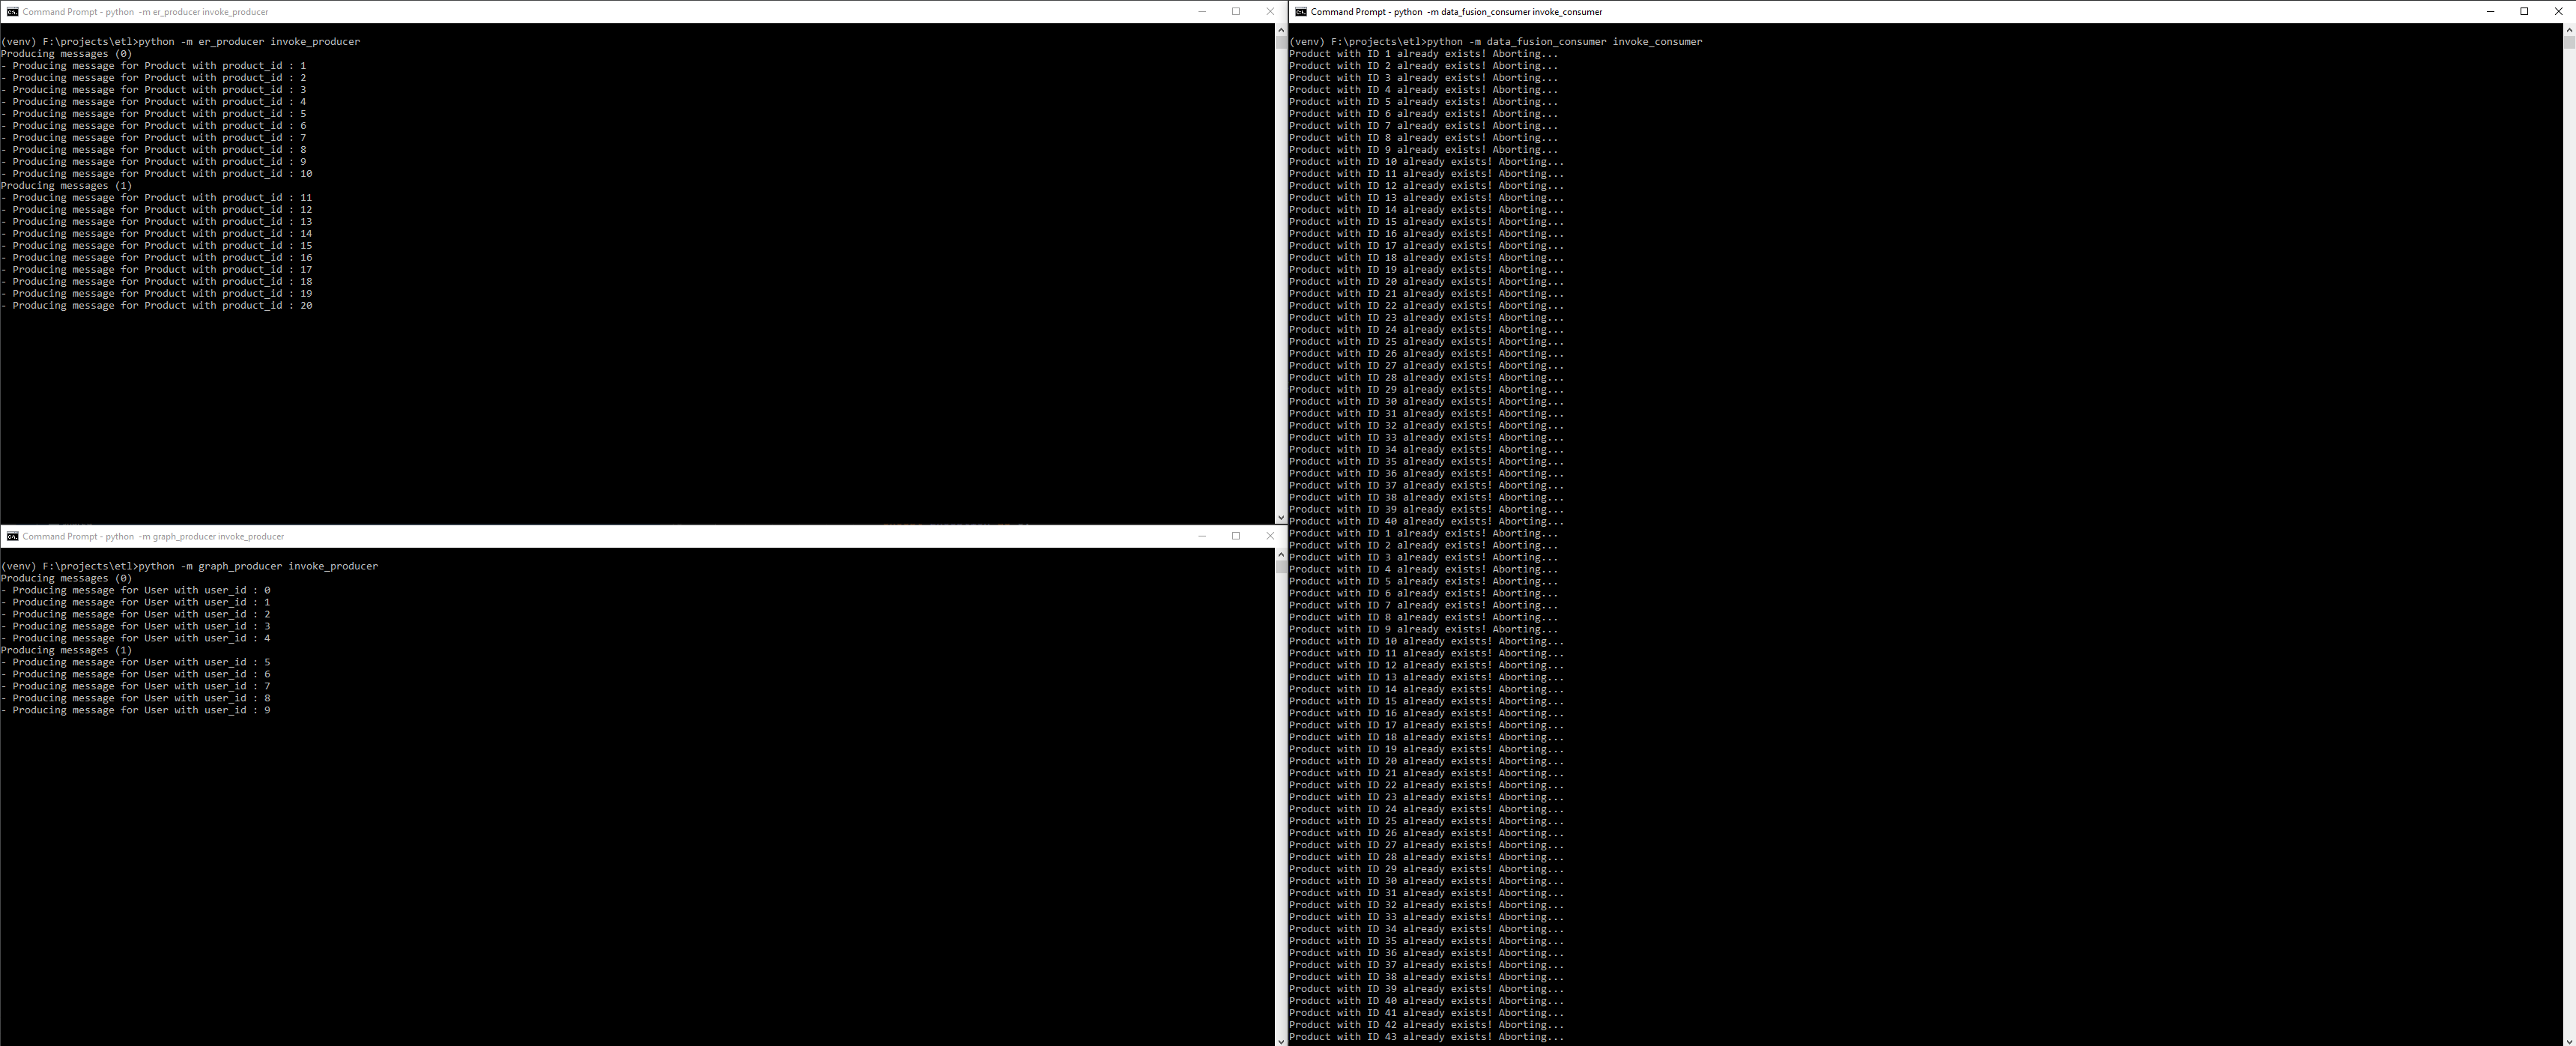 Command Prompt - python  -m er_producer invoke_producer
(venv) F:\projects\etl>python -m er_producer invoke_producer
Producing messages (0)
- Producing message for Product with product_id : 1
- Producing message for Product with product_id : 2
- Producing message for Product with product_id : 3
- Producing message for Product with product_id : 4
- Producing message for Product with product_id : 5
- Producing message for Product with product_id : 6
- Producing message for Product with product_id : 7
- Producing message for Product with product_id : 8
- Producing message for Product with product_id : 9
- Producing message for Product with product_id : 10
Producing messages (1)
- Producing message for Product with product_id : 11
- Producing message for Product with product_id : 12
- Producing message for Product with product_id : 13
- Producing message for Product with product_id : 14
- Producing message for Product with product_id : 15
- Producing message for Product with product_id : 16
- Producing message for Product with product_id : 17
- Producing message for Product with product_id : 18
- Producing message for Product with product_id : 19
- Producing message for Product with product_id : 20
Command Prompt - python  -m graph_producer invoke_producer
(venv) F:\projects\etl>python -m graph_producer invoke_producer
Producing messages (0)
- Producing message for User with user_id : 0
- Producing message for User with user_id : 1
- Producing message for User with user_id : 2
- Producing message for User with user_id : 3
- Producing message for User with user_id : 4
Producing messages (1)
- Producing message for User with user_id : 5
- Producing message for User with user_id : 6
- Producing message for User with user_id : 7
- Producing message for User with user_id : 8
- Producing message for User with user_id : 9
Command Prompt - python  -m data_fusion_consumer invoke_consumer
(venv) F:\projects\etl>python -m data_fusion_consumer invoke_consumer
Product with ID 1 already exists! Aborting...
Product with ID 2 already exists! Aborting...
Product with ID 3 already exists! Aborting...
Product with ID 4 already exists! Aborting...
Product with ID 5 already exists! Aborting...
Product with ID 6 already exists! Aborting...
Product with ID 7 already exists! Aborting...
Product with ID 8 already exists! Aborting...
Product with ID 9 already exists! Aborting...
Product with ID 10 already exists! Aborting...
Product with ID 11 already exists! Aborting...
Product with ID 12 already exists! Aborting...
Product with ID 13 already exists! Aborting...
Product with ID 14 already exists! Aborting...
Product with ID 15 already exists! Aborting...
Product with ID 16 already exists! Aborting...
Product with ID 17 already exists! Aborting...
Product with ID 18 already exists! Aborting...
Product with ID 19 already exists! Aborting...
Product with ID 20 already exists! Aborting...
Product with ID 21 already exists! Aborting...
Product with ID 22 already exists! Aborting...
Product with ID 23 already exists! Aborting...
Product with ID 24 already exists! Aborting...
Product with ID 25 already exists! Aborting...
Product with ID 26 already exists! Aborting...
Product with ID 27 already exists! Aborting...
Product with ID 28 already exists! Aborting...
Product with ID 29 already exists! Aborting...
Product with ID 30 already exists! Aborting...
Product with ID 31 already exists! Aborting...
Product with ID 32 already exists! Aborting...
Product with ID 33 already exists! Aborting...
Product with ID 34 already exists! Aborting...
Product with ID 35 already exists! Aborting...
Product with ID 36 already exists! Aborting...
Product with ID 37 already exists! Aborting...
Product with ID 38 already exists! Aborting...
Product with ID 39 already exists! Aborting...
Product with ID 40 already exists! Aborting...
Product with ID 1 already exists! Aborting...
Product with ID 2 already exists! Aborting...
Product with ID 3 already exists! Aborting...
Product with ID 4 already exists! Aborting...
Product with ID 5 already exists! Aborting...
Product with ID 6 already exists! Aborting...
Product with ID 7 already exists! Aborting...
Product with ID 8 already exists! Aborting...
Product with ID 9 already exists! Aborting...
Product with ID 10 already exists! Aborting...
Product with ID 11 already exists! Aborting...
Product with ID 12 already exists! Aborting...
Product with ID 13 already exists! Aborting...
Product with ID 14 already exists! Aborting...
Product with ID 15 already exists! Aborting...
Product with ID 16 already exists! Aborting...
Product with ID 17 already exists! Aborting...
Product with ID 18 already exists! Aborting...
Product with ID 19 already exists! Aborting...
Product with ID 20 already exists! Aborting...
Product with ID 21 already exists! Aborting...
Product with ID 22 already exists! Aborting...
Product with ID 23 already exists! Aborting...
Product with ID 24 already exists! Aborting...
Product with ID 25 already exists! Aborting...
Product with ID 26 already exists! Aborting...
Product with ID 27 already exists! Aborting...
Product with ID 28 already exists! Aborting...
Product with ID 29 already exists! Aborting...
Product with ID 30 already exists! Aborting...
Product with ID 31 already exists! Aborting...
Product with ID 32 already exists! Aborting...
Product with ID 33 already exists! Aborting...
Product with ID 34 already exists! Aborting...
Product with ID 35 already exists! Aborting...
Product with ID 36 already exists! Aborting...
Product with ID 37 already exists! Aborting...
Product with ID 38 already exists! Aborting...
Product with ID 39 already exists! Aborting...
Product with ID 40 already exists! Aborting...
Product with ID 41 already exists! Aborting...
Product with ID 42 already exists! Aborting...
Product with ID 43 already exists! Aborting...